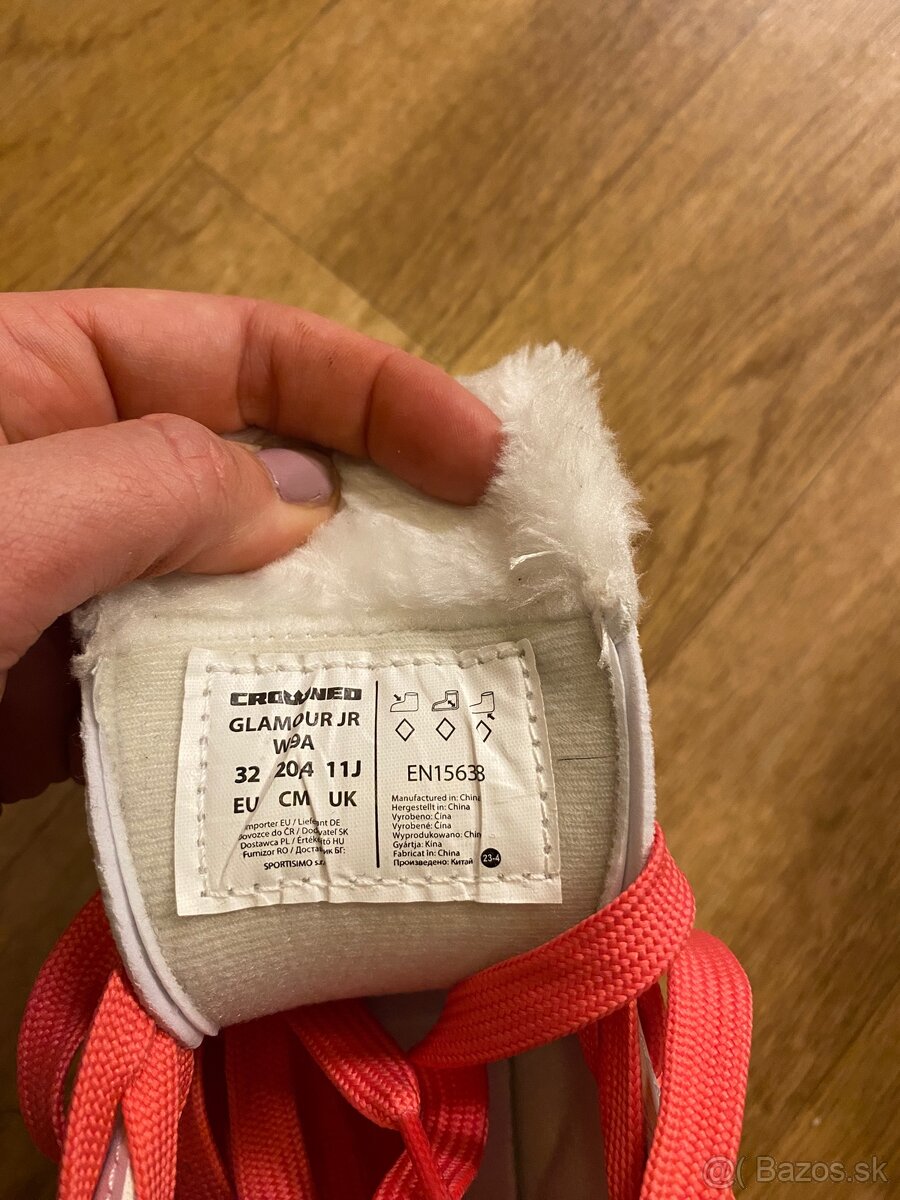 CROWNED
GLAMOUR JR
W9A
32 20,4 11J
EU CM UK
Importer EU / Lieferant DE
Dovozce do ČR / Dodávateľ SK
Dostawca PL / Értékesítő HU
Furnizor RO / Доставчик БГ:
SPORTISIMO s.r.o
EN15638
Manufactured in: China
Hergestellt in: China
Vyrobeno: Čína
Vyrobené: Čína
Wyprodukowano: Chiny
Gyártja: Kína
Fabricat în: China
Произведено: Китай
23-4
@( Bazos.sk